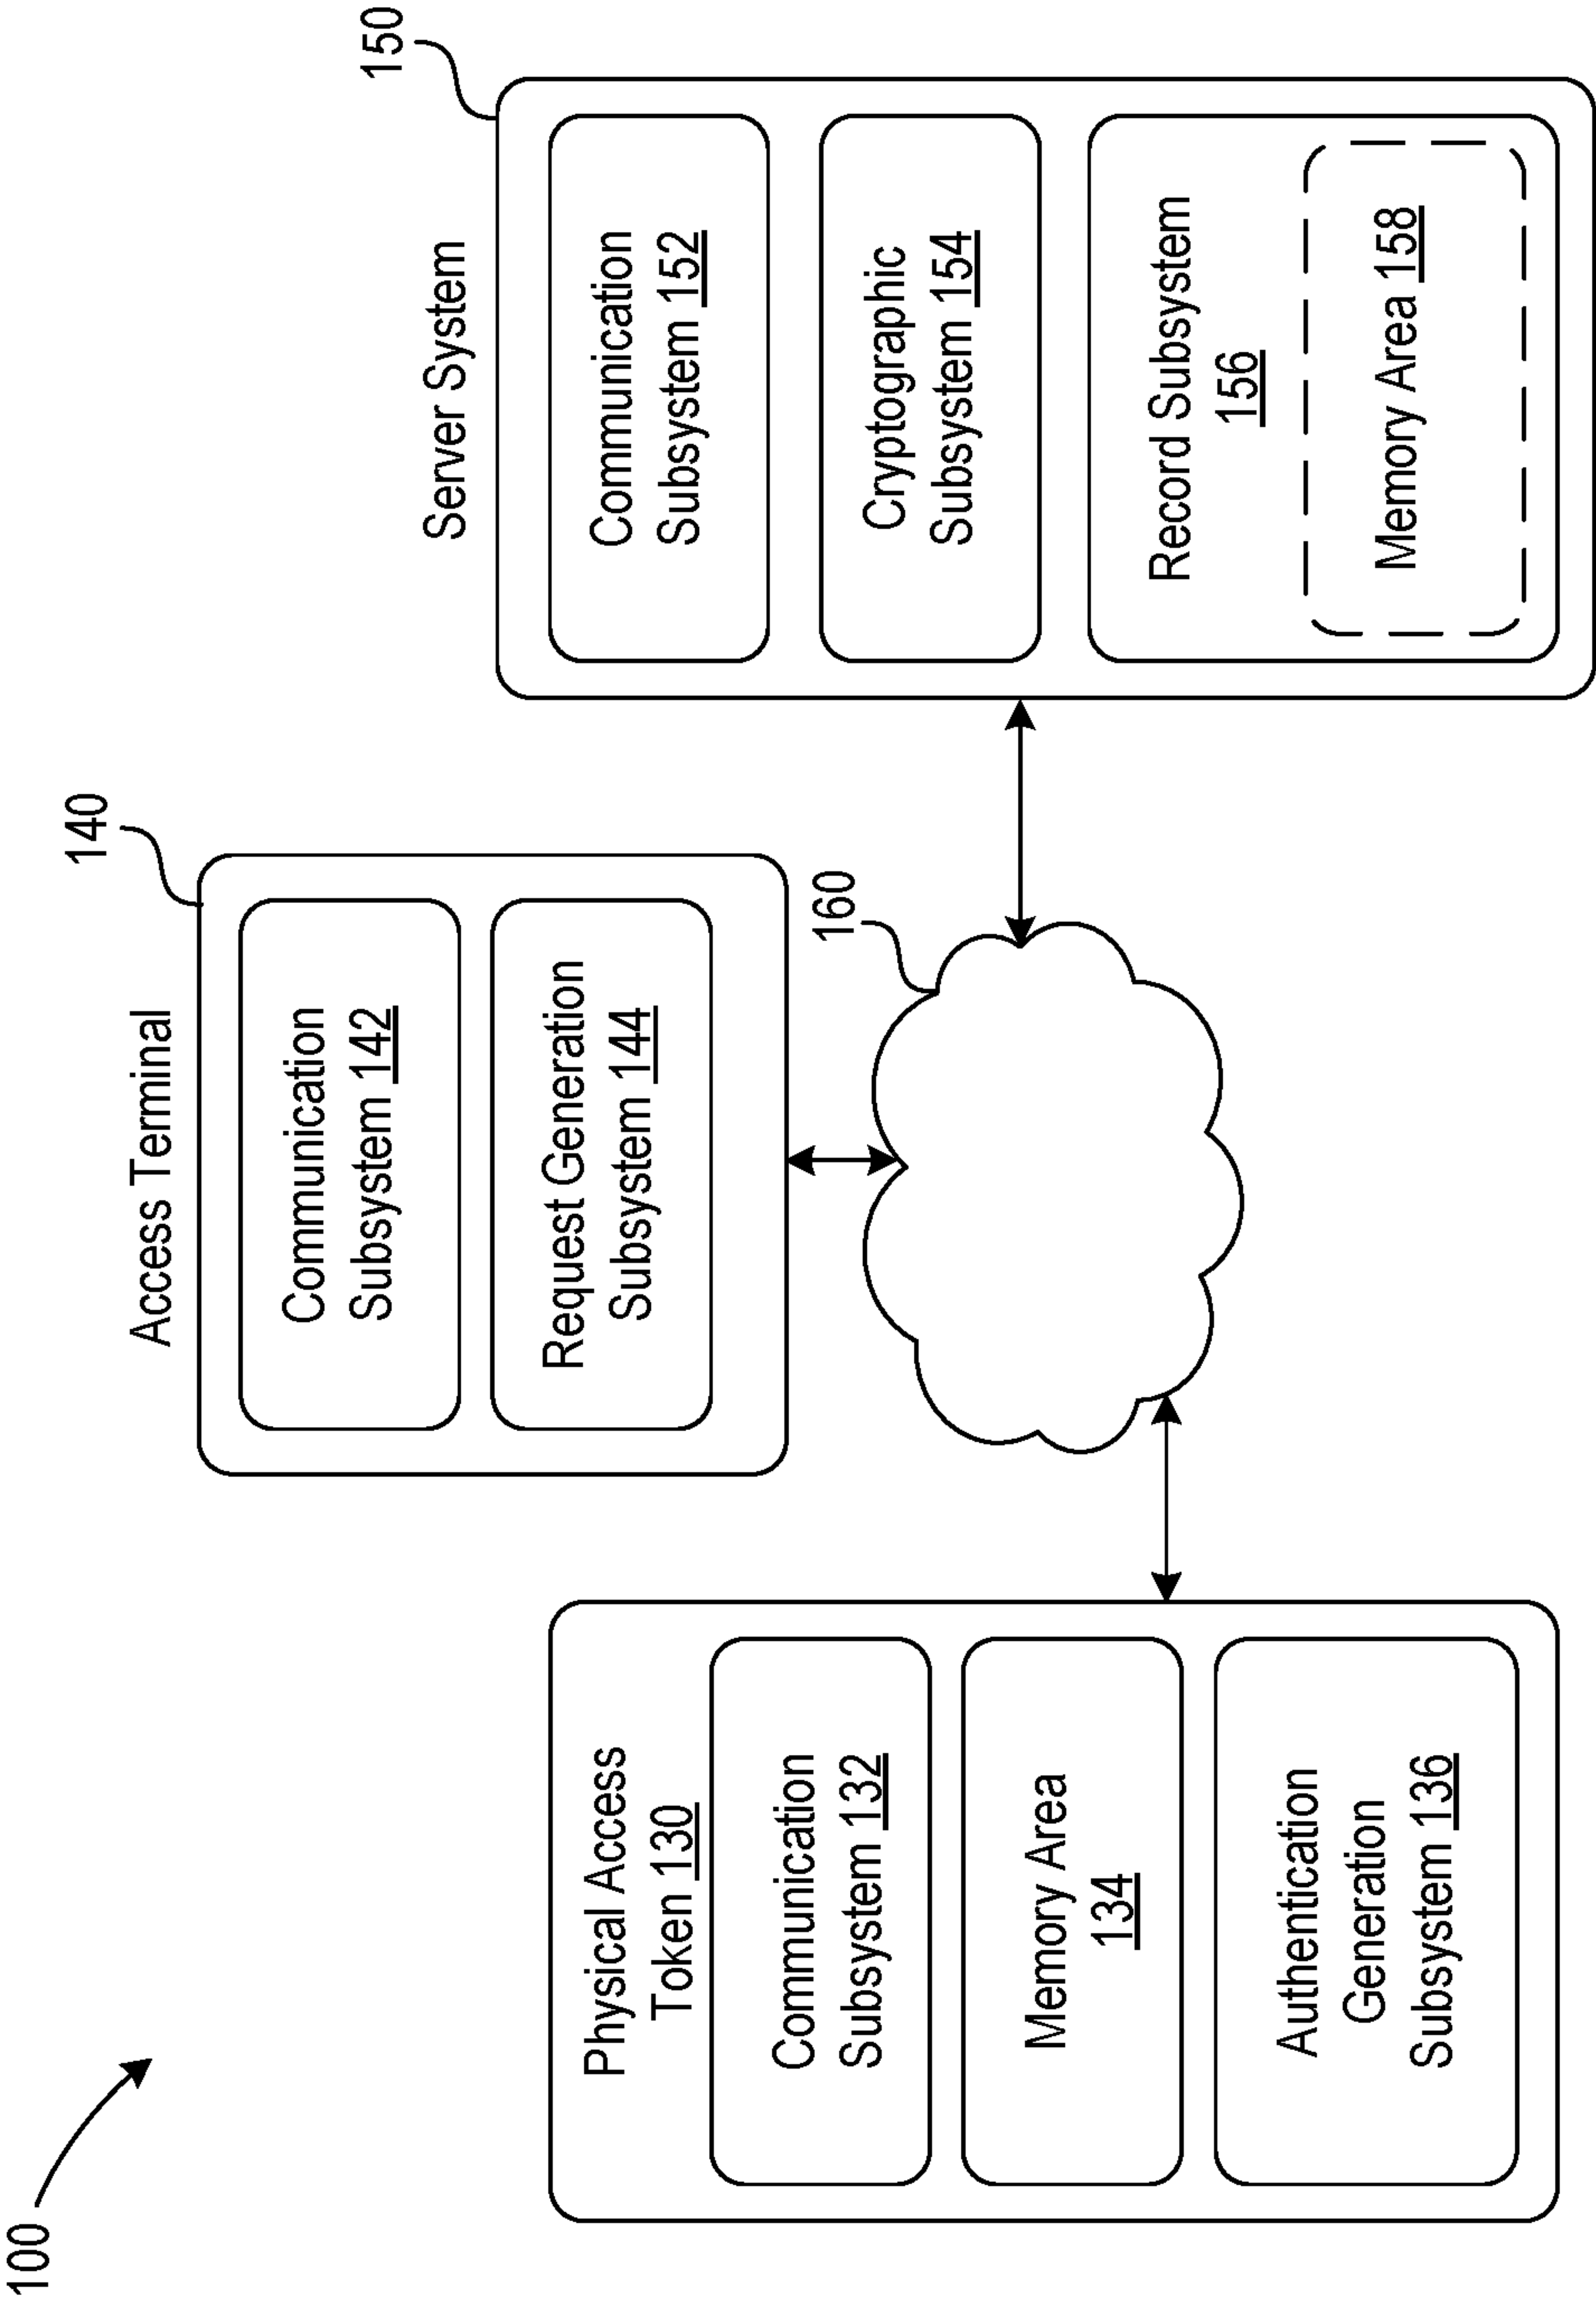 100
Physical Access
Token 130
Communication
Subsystem 132
Memory Area
134
Authentication
Generation
Subsystem 136
Access Terminal
140
Communication
Subsystem 142
Request Generation
Subsystem 144
160
Server System
150
Communication
Subsystem 152
Cryptographic
Subsystem 154
Record Subsystem
156
Memory Area 158